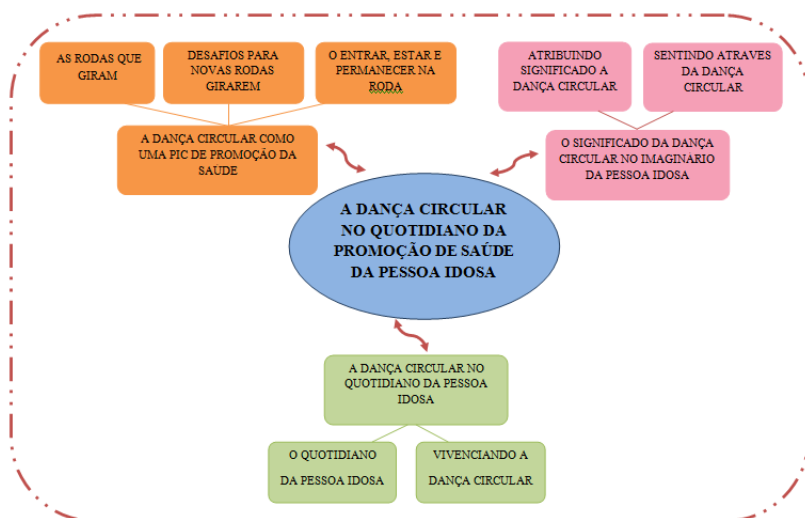 AS RODAS QUE
GIRAM
DESAFIOS PARA
NOVAS RODAS
GIRAREM
O ENTRAR, ESTAR E
PERMANECER NA
RODA
A DANÇA CIRCULAR COMO
UMA PIC DE PROMOÇÃO DA
SAÚDE
ATRIBUINDO
SIGNIFICADO A
DANÇA CIRCULAR
SENTINDO ATRAVES
DA DANÇA
CIRCULAR
O SIGNIFICADO DA DANÇA
CIRCULAR NO IMAGINÁRIO
DA PESSOA IDOSA
A DANÇA CIRCULAR
NO QUOTIDIANO DA
PROMOÇÃO DE SAÚDE
DA PESSOA IDOSA
A DANÇA CIRCULAR NO
QUOTIDIANO DA PESSOA
IDOSA
O QUOTIDIANO
DA PESSOA IDOSA
VIVENCIANDO A
DANÇA CIRCULAR